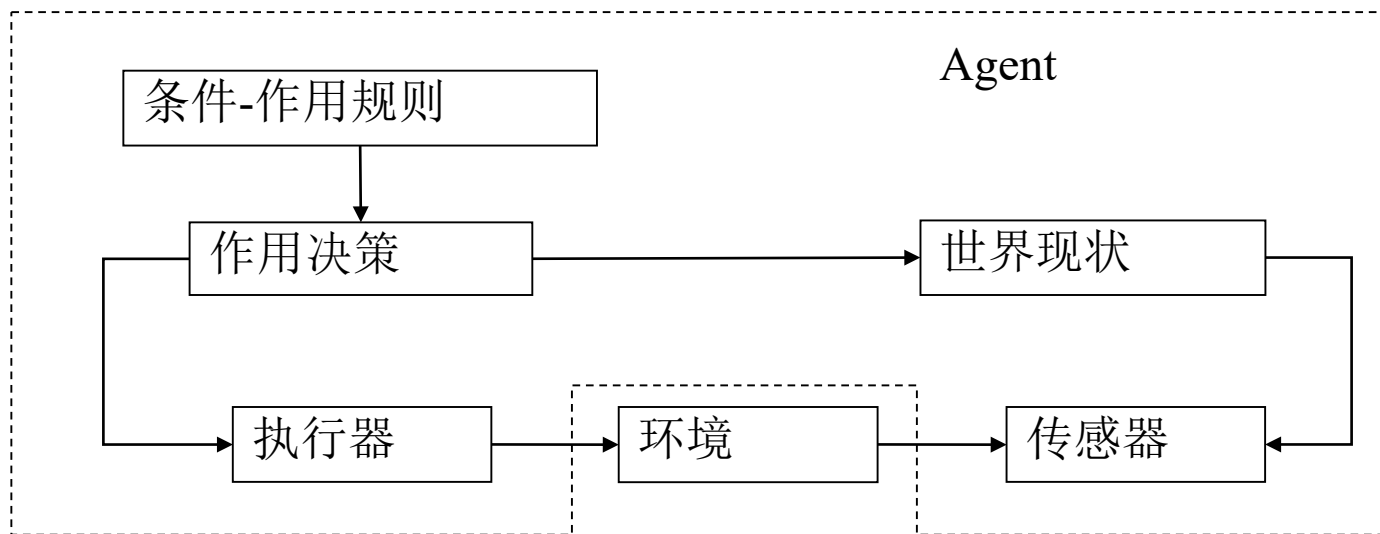 Agent
条件-作用规则
作用决策
世界现状
执行器
环境
传感器